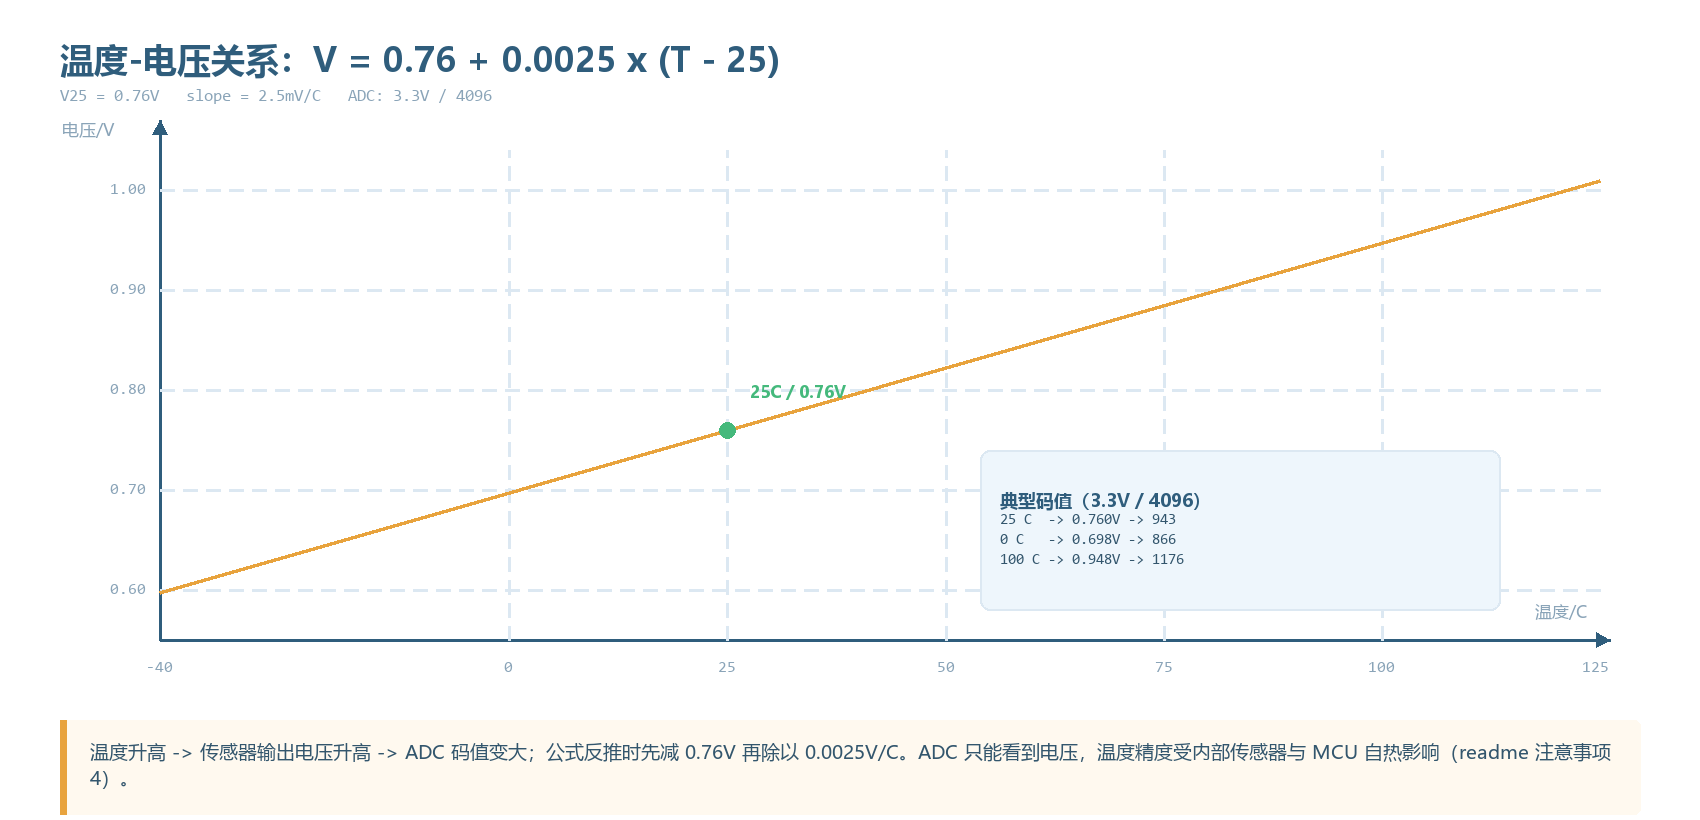 温度-电压关系：V = 0.76 + 0.0025 x (T - 25)
V25 = 0.76V   slope = 2.5mV/C   ADC: 3.3V / 4096
电压/V
1.00
0.90
0.80
0.70
0.60
25C / 0.76V
典型码值（3.3V / 4096）
25 C  -> 0.760V -> 943
0 C   -> 0.698V -> 866
100 C -> 0.948V -> 1176
温度/C
-40 0 25 50 75 100 125
温度升高 -> 传感器输出电压升高 -> ADC 码值变大；公式反推时先减 0.76V 再除以 0.0025V/C。ADC 只能看到电压，温度精度受内部传感器与 MCU 自热影响（readme 注意事项
4）。